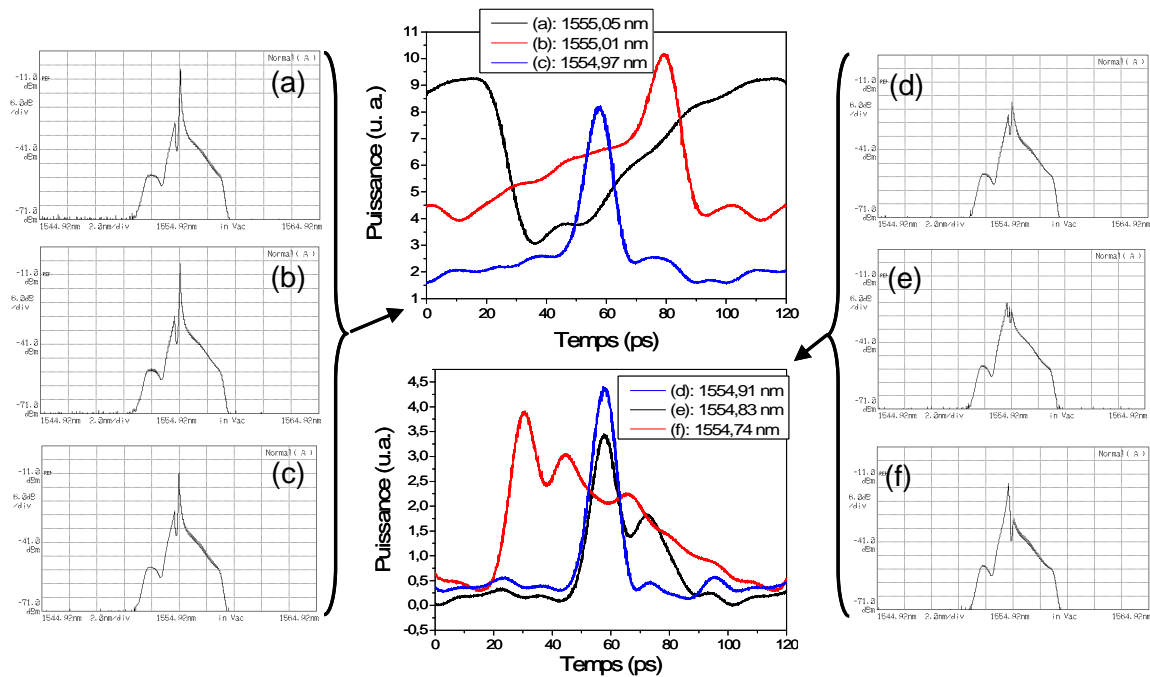 (a)
Normal(A)
-11.0
dBm
REF
6.0dB
/div
-41.0
dBm
-71.0
dBm
1544.92nm 2.0nm/div 1554.92nm in Vac 1564.92nm
(b)
Normal(A)
-11.0
dBm
REF
6.0dB
/div
-41.0
dBm
-71.0
dBm
1544.92nm 2.0nm/div 1554.92nm in Vac 1564.92nm
(c)
Normal(A)
-11.0
dBm
REF
6.0dB
/div
-41.0
dBm
-71.0
dBm
1544.92nm 2.0nm/div 1554.92nm in Vac 1564.92nm
(a): 1555,05 nm
(b): 1555,01 nm
(c): 1554,97 nm
Puissance (u. a.)
11
10
9
8
7
6
5
4
3
2
1
0 20 40 60 80 100 120
Temps (ps)
(d): 1554,91 nm
(e): 1554,83 nm
(f): 1554,74 nm
Puissance (u.a.)
4,5
4,0
3,5
3,0
2,5
2,0
1,5
1,0
0,5
0,0
-0,5
0 20 40 60 80 100 120
Temps (ps)
(d)
Normal(A)
-11.0
dBm
REF
6.0dB
/div
-41.0
dBm
-71.0
dBm
1544.92nm 2.0nm/div 1554.92nm in Vac 1564.92nm
(e)
Normal(A)
-11.0
dBm
REF
6.0dB
/div
-41.0
dBm
-71.0
dBm
1544.92nm 2.0nm/div 1554.92nm in Vac 1564.92nm
(f)
Normal(A)
-11.0
dBm
REF
6.0dB
/div
-41.0
dBm
-71.0
dBm
1544.92nm 2.0nm/div 1554.92nm in Vac 1564.92nm